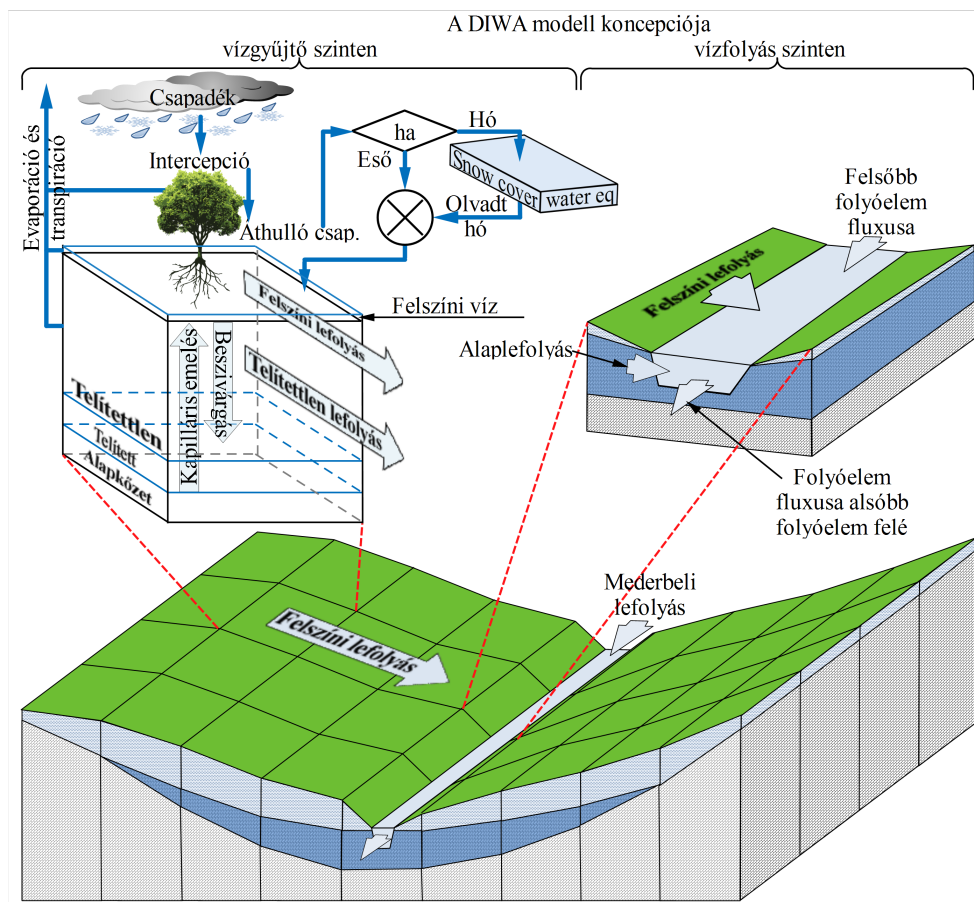 A DIWA modell koncepciója
vízgyűjtő szinten
vízfolyás szinten
Csapadék
Evaporáció és
transpiráció
Intercepció
ha
Hó
Eső
Snow cover
water eq
Olvadt
hó
Áthulló csap.
Felszíni lefolyás
Felszíni víz
Kapilláris emelés
Beszivárgás
Telítettlen lefolyás
Telítettlen
Telített
Alapkőzet
Felsőbb
folyóelem
fluxusa
Felszíni lefolyás
Alaplefolyás
Folyóelem
fluxusa alsóbb
folyóelem felé
Mederbeli
lefolyás
Felszíni lefolyás